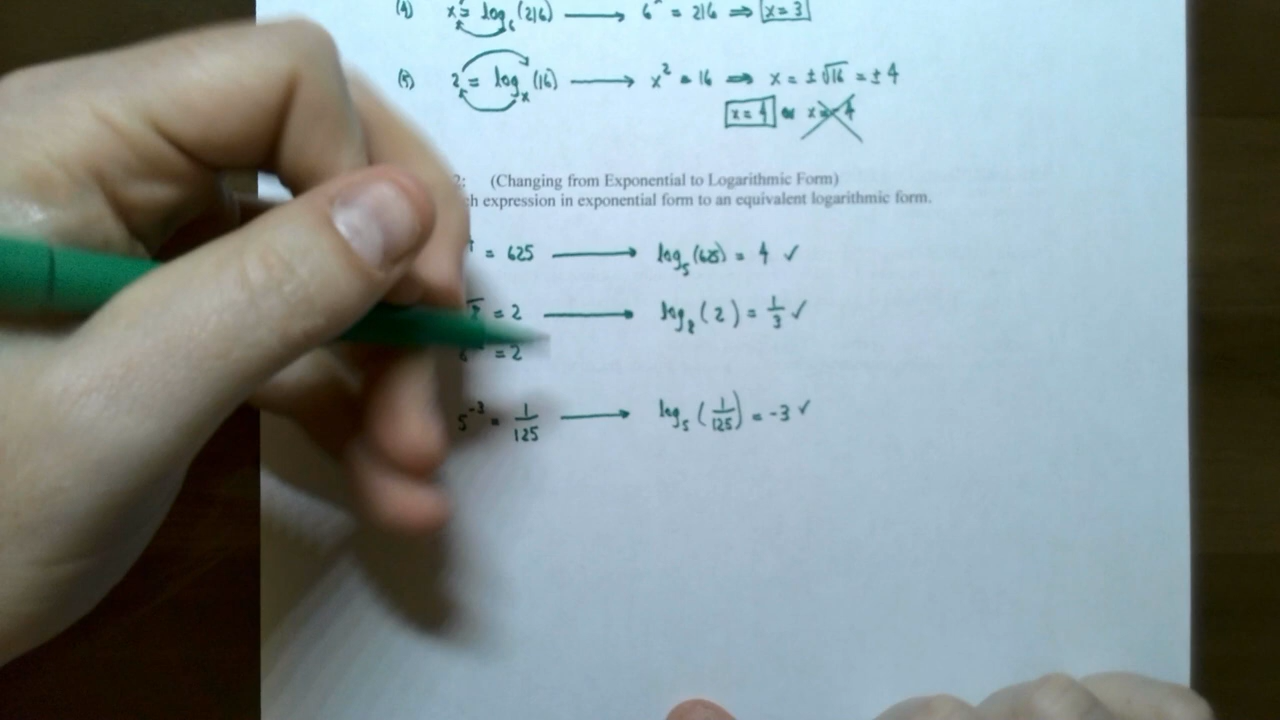 (4) x = log₆(216) ⟶ 6ˣ = 216 ⇒ x = 3
(5) 2 = logₓ(16) ⟶ x² = 16 ⇒ x = ±√16 = ±4
x = 4 or x = -4
2: (Changing from Exponential to Logarithmic Form)
expression in exponential form to an equivalent logarithmic form.
= 625 ⟶ log₅(625) = 4 ✓
= 2 ⟶ log₈(2) = 1/3 ✓
= 2
5⁻³ = 1/125 ⟶ log₅(1/125) = -3 ✓